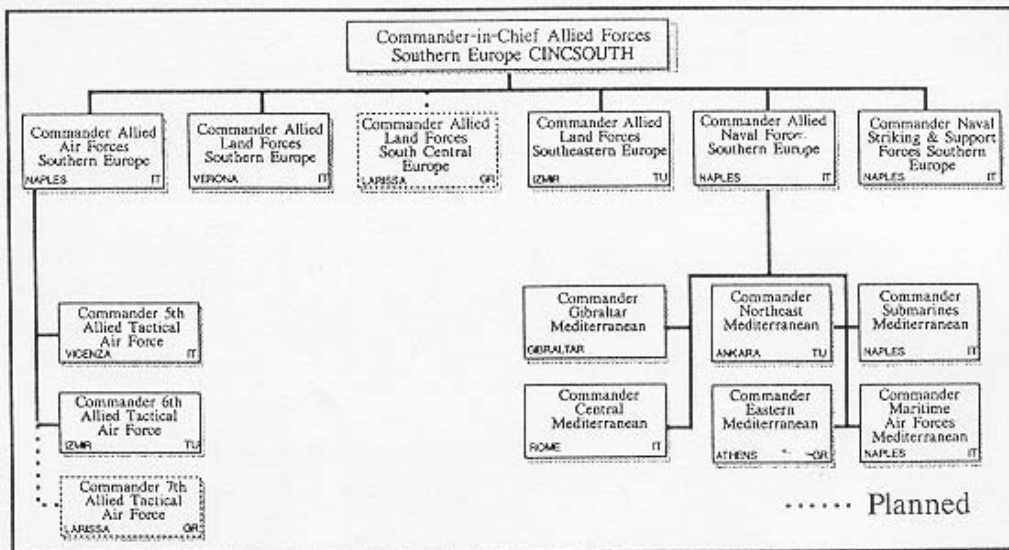 Commander-in-Chief Allied Forces
Southern Europe CINCSOUTH
Commander Allied
Air Forces
Southern Europe
NAPLES IT
Commander Allied
Land Forces
Southern Europe
VERONA IT
Commander Allied
Land Forces
South Central
Europe
LARISSA GR
Commander Allied
Land Forces
Southeastern Europe
IZMIR TU
Commander Allied
Naval Forces
Southern Europe
NAPLES IT
Commander Naval
Striking & Support
Forces Southern
Europe
NAPLES IT
Commander 5th
Allied Tactical
Air Force
VICENZA IT
Commander 6th
Allied Tactical
Air Force
IZMIR TU
Commander 7th
Allied Tactical
Air Force
LARISSA GR
Commander
Gibraltar
Mediterranean
GIBRALTAR
Commander
Northeast
Mediterranean
ANKARA TU
Commander
Submarines
Mediterranean
NAPLES IT
Commander
Central
Mediterranean
ROME IT
Commander
Eastern
Mediterranean
ATHENS GR
Commander
Maritime
Air Forces
Mediterranean
NAPLES IT
Planned